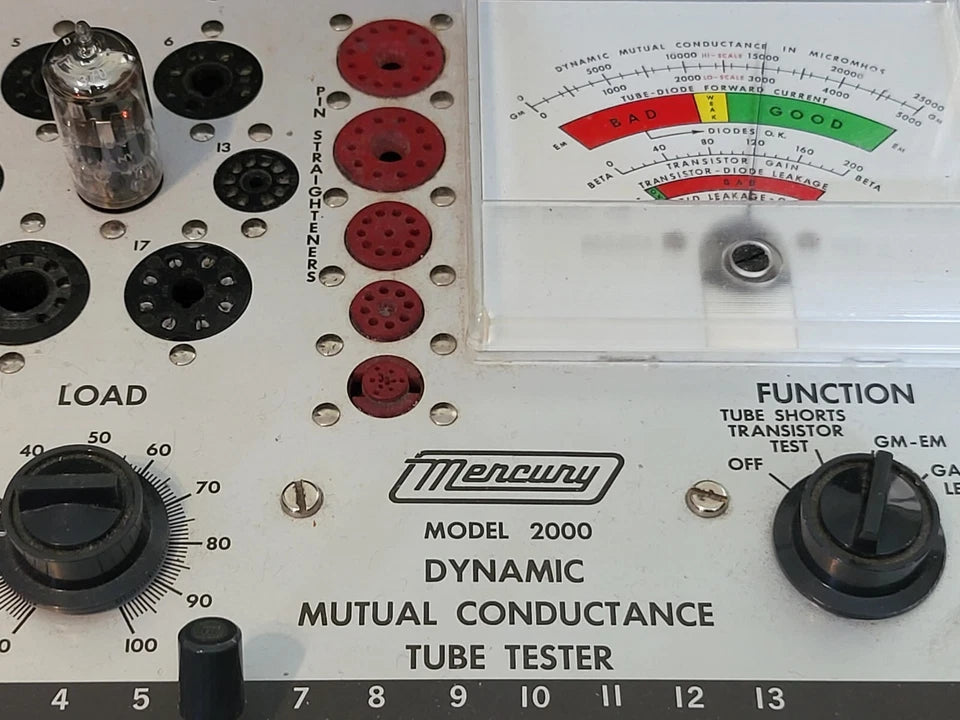 5
6
13
17
PIN STRAIGHTENERS
DYNAMIC MUTUAL CONDUCTANCE IN MICROMHOS
5000 10000 HI-SCALE 15000 20000 25000
1000 2000 LO-SCALE 3000 4000 5000
GM 0 GM
TUBE-DIODE FORWARD CURRENT
BAD WEAK GOOD
EM EM
DIODES O.K.
0 40 80 120 160 200
BETA TRANSISTOR GAIN BETA
TRANSISTOR-DIODE LEAKAGE
BAD
LEAKAGE
LOAD
40 50 60 70 80 90 100
FUNCTION
TUBE SHORTS
TRANSISTOR
TEST
OFF
GM-EM
GA
LE
Mercury
MODEL 2000
DYNAMIC
MUTUAL CONDUCTANCE
TUBE TESTER
4 5 7 8 9 10 11 12 13